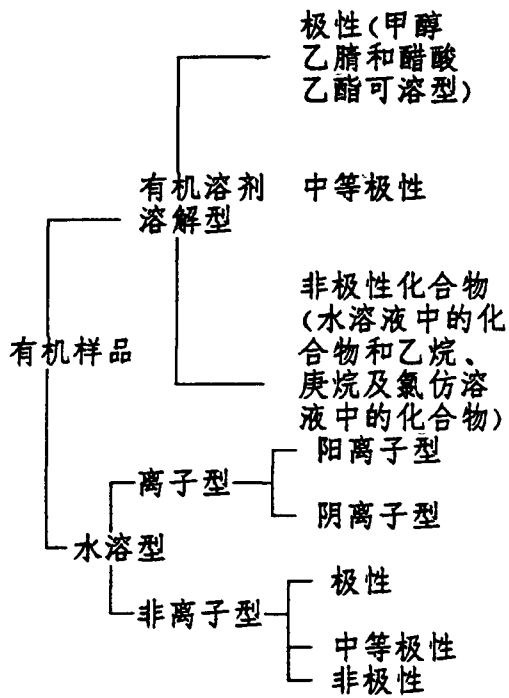 极性(甲醇
乙腈和醋酸
乙酯可溶型)
有机溶剂
溶解型
中等极性
非极性化合物
(水溶液中的化
合物和乙烷、
庚烷及氯仿溶
液中的化合物)
有机样品
阳离子型
离子型
阴离子型
水溶型
极性
非离子型
中等极性
非极性